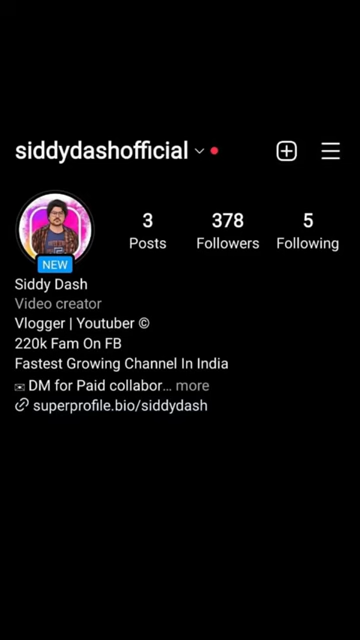 siddydashofficial
3 378 5
Posts Followers Following
NEW
Siddy Dash
Video creator
Vlogger | Youtuber ©
220k Fam On FB
Fastest Growing Channel In India
DM for Paid collabor... more
superprofile.bio/siddydash